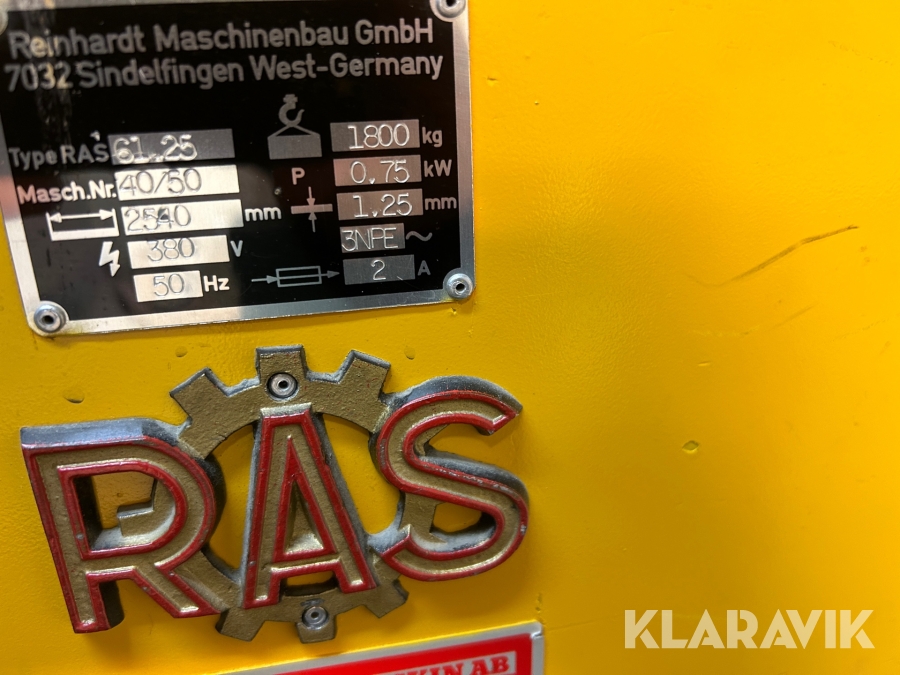 Reinhardt Maschinenbau GmbH
7032 Sindelfingen West-Germany
Type RAS 61.25
1800 kg
Masch.Nr. 40/50
P 0.75 kW
2540 mm
1.25 mm
380 V
3NPE ~
50 Hz
2 A
RAS
AB
KLARAVIK